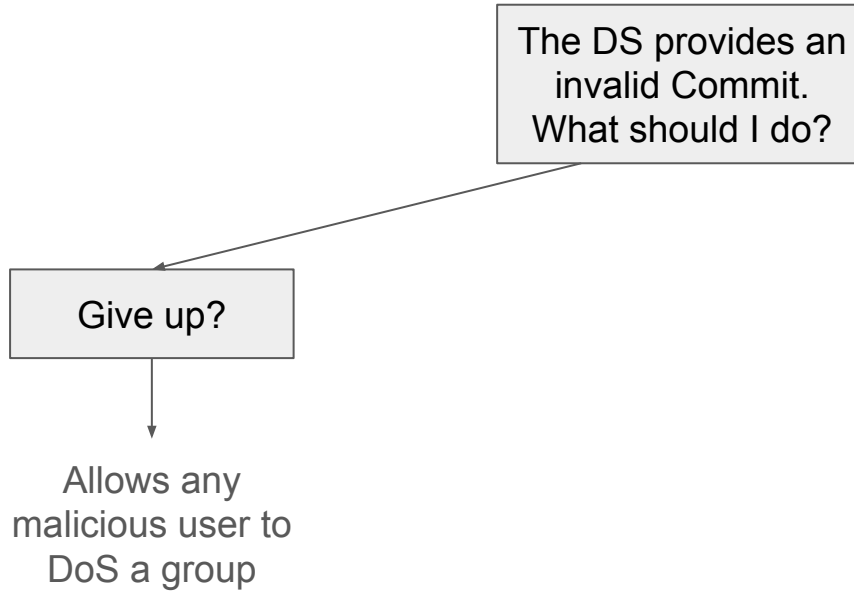 The DS provides an
invalid Commit.
What should I do?
Give up?
Allows any
malicious user to
DoS a group